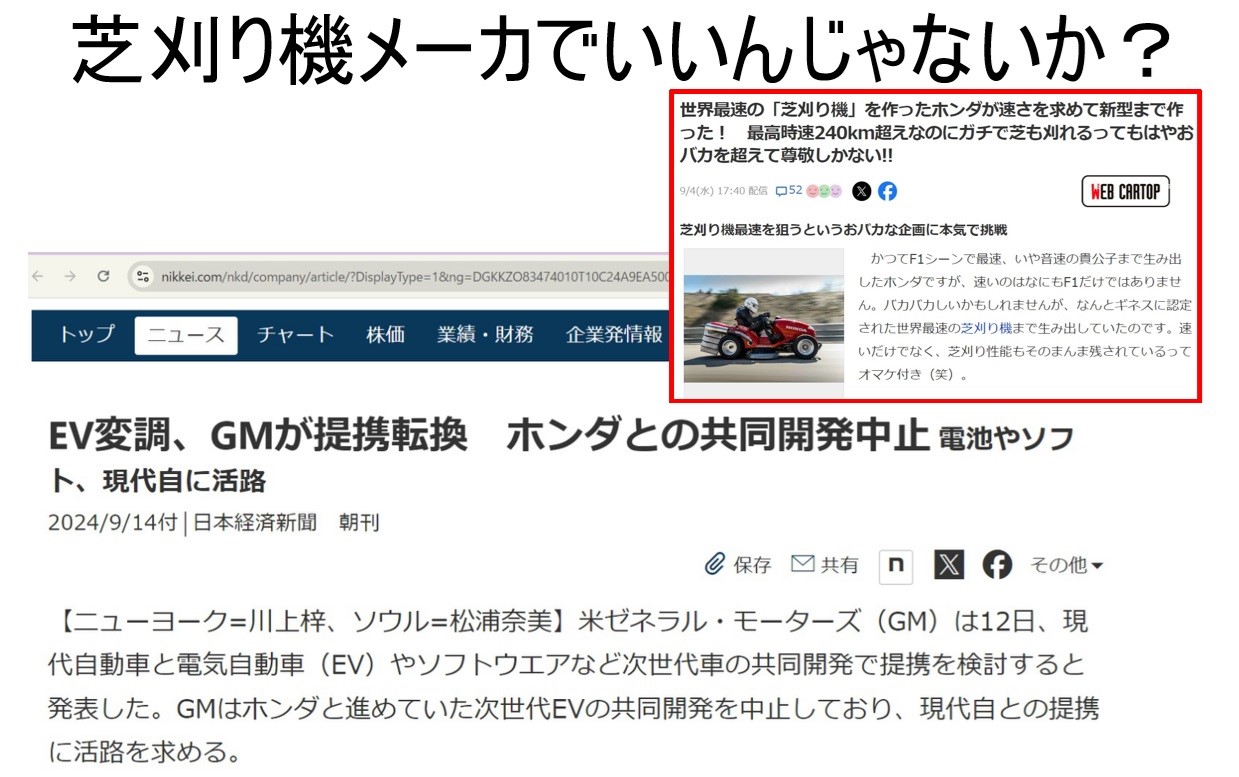 芝刈り機メーカでいいんじゃないか？
世界最速の「芝刈り機」を作ったホンダが速さを求めて新型まで作
った！　最高時速240km超えなのにガチで芝も刈れるってもはやお
バカを超えて尊敬しかない!!
9/4(水) 17:40 配信 52
WEB CARTOP
芝刈り機最速を狙うというおバカな企画に本気で挑戦
かつてF1シーンで最速、いや音速の貴公子まで生み出
したホンダですが、速いのはなにもF1だけではありませ
ん。バカバカしいかもしれませんが、なんとギネスに認定
された世界最速の芝刈り機まで生み出していたのです。速
いだけでなく、芝刈り性能もそのまんま残されているって
オマケ付き（笑）。
HONDA
nikkei.com/nkd/company/article/?DisplayType=1&ng=DGKKZO83474010T10C24A9EA500
トップ ニュース チャート 株価 業績・財務 企業発情報
EV変調、GMが提携転換　ホンダとの共同開発中止 電池やソフ
ト、現代自に活路
2024/9/14付 | 日本経済新聞　朝刊
保存 共有 n X その他
【ニューヨーク=川上梓、ソウル=松浦奈美】米ゼネラル・モーターズ（GM）は12日、現
代自動車と電気自動車（EV）やソフトウエアなど次世代車の共同開発で提携を検討すると
発表した。GMはホンダと進めていた次世代EVの共同開発を中止しており、現代自との提携
に活路を求める。